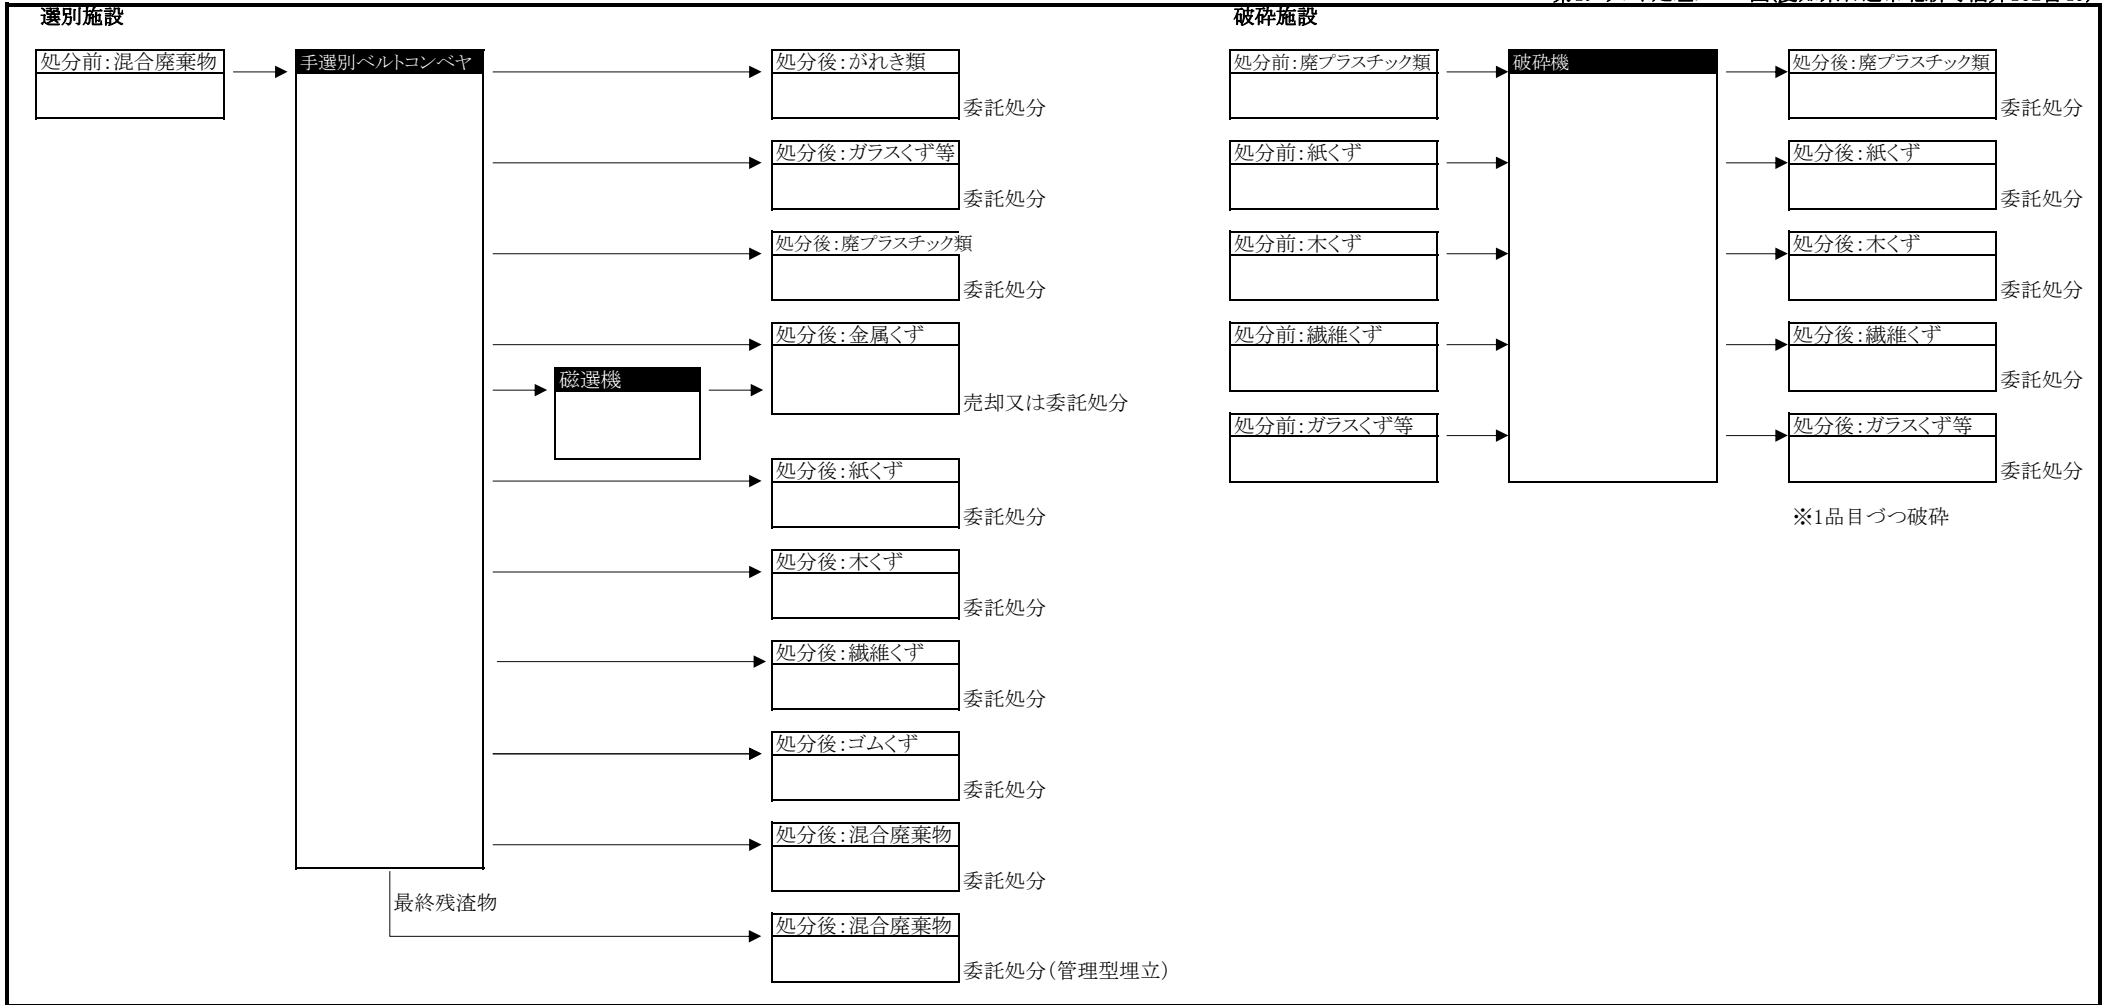 選別施設
処分前:混合廃棄物
手選別ベルトコンベヤ
処分後:がれき類
委託処分
処分後:ガラスくず等
委託処分
処分後:廃プラスチック類
委託処分
処分後:金属くず
磁選機
売却又は委託処分
処分後:紙くず
委託処分
処分後:木くず
委託処分
処分後:繊維くず
委託処分
処分後:ゴムくず
委託処分
処分後:混合廃棄物
委託処分
最終残渣物
処分後:混合廃棄物
委託処分(管理型埋立)
破砕施設
処分前:廃プラスチック類
破砕機
処分後:廃プラスチック類
委託処分
処分前:紙くず
処分後:紙くず
委託処分
処分前:木くず
処分後:木くず
委託処分
処分前:繊維くず
処分後:繊維くず
委託処分
処分前:ガラスくず等
処分後:ガラスくず等
委託処分
※1品目づつ破砕